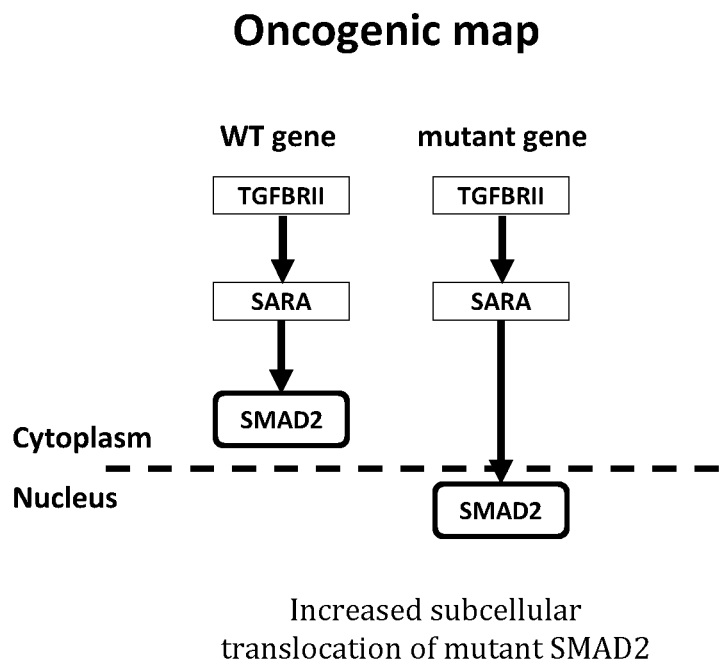 Oncogenic map
WT gene mutant gene
TGFBRII TGFBRII
SARA SARA
SMAD2
Cytoplasm
Nucleus
SMAD2
Increased subcellular
translocation of mutant SMAD2